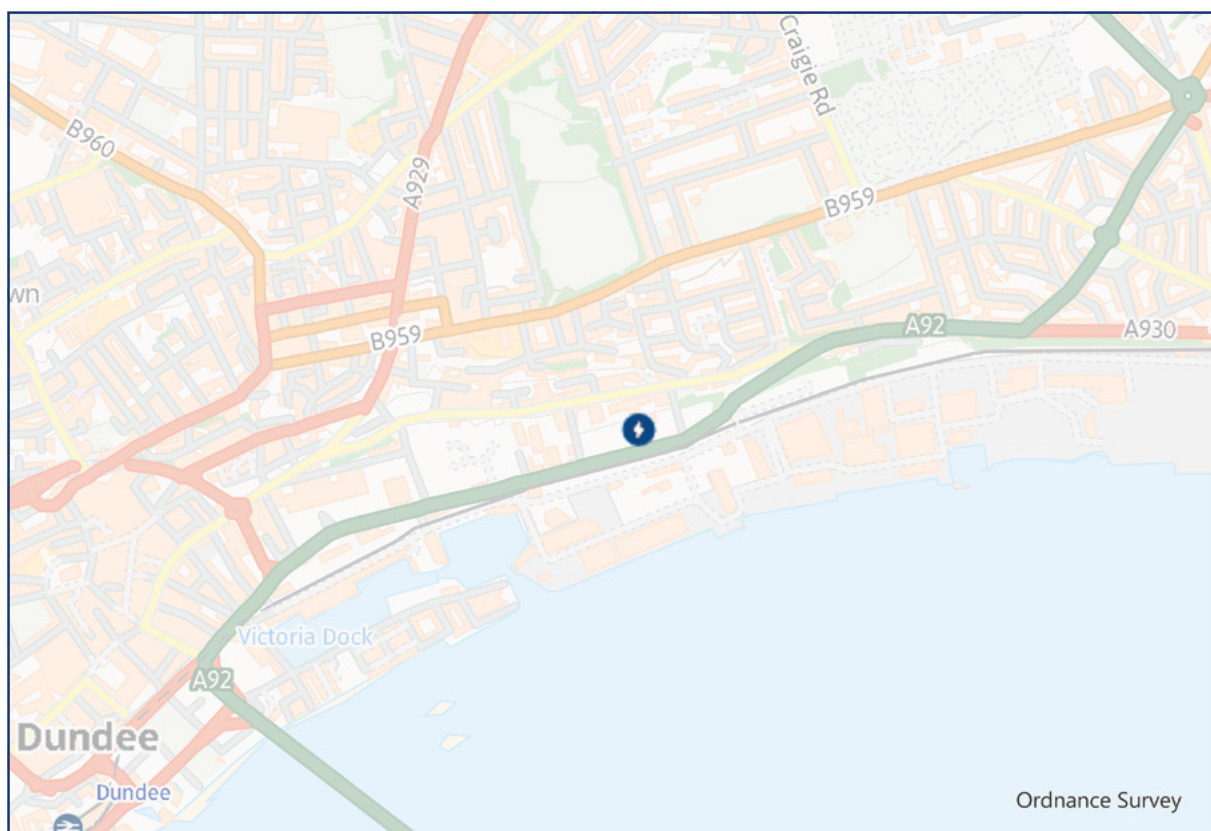 Craigie Rd
B960
A929
B959
wn
A92
A930
B959
Victoria Dock
A92
Dundee
Dundee
Ordnance Survey